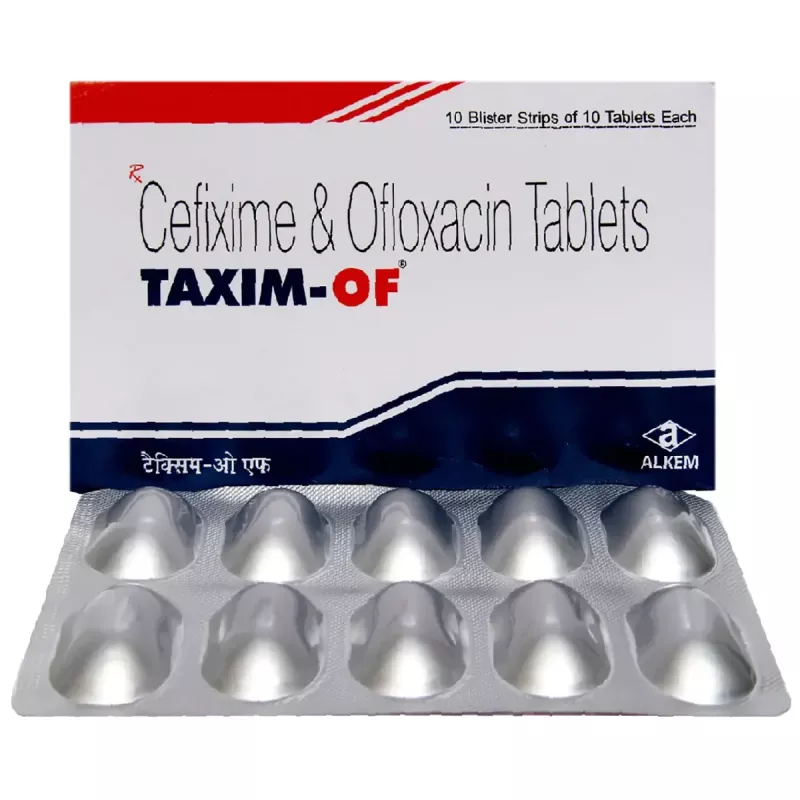 10 Blister Strips of 10 Tablets Each
Rx
Cefixime & Ofloxacin Tablets
TAXIM-OF®
टैक्सिम-ओ एफ
a
ALKEM